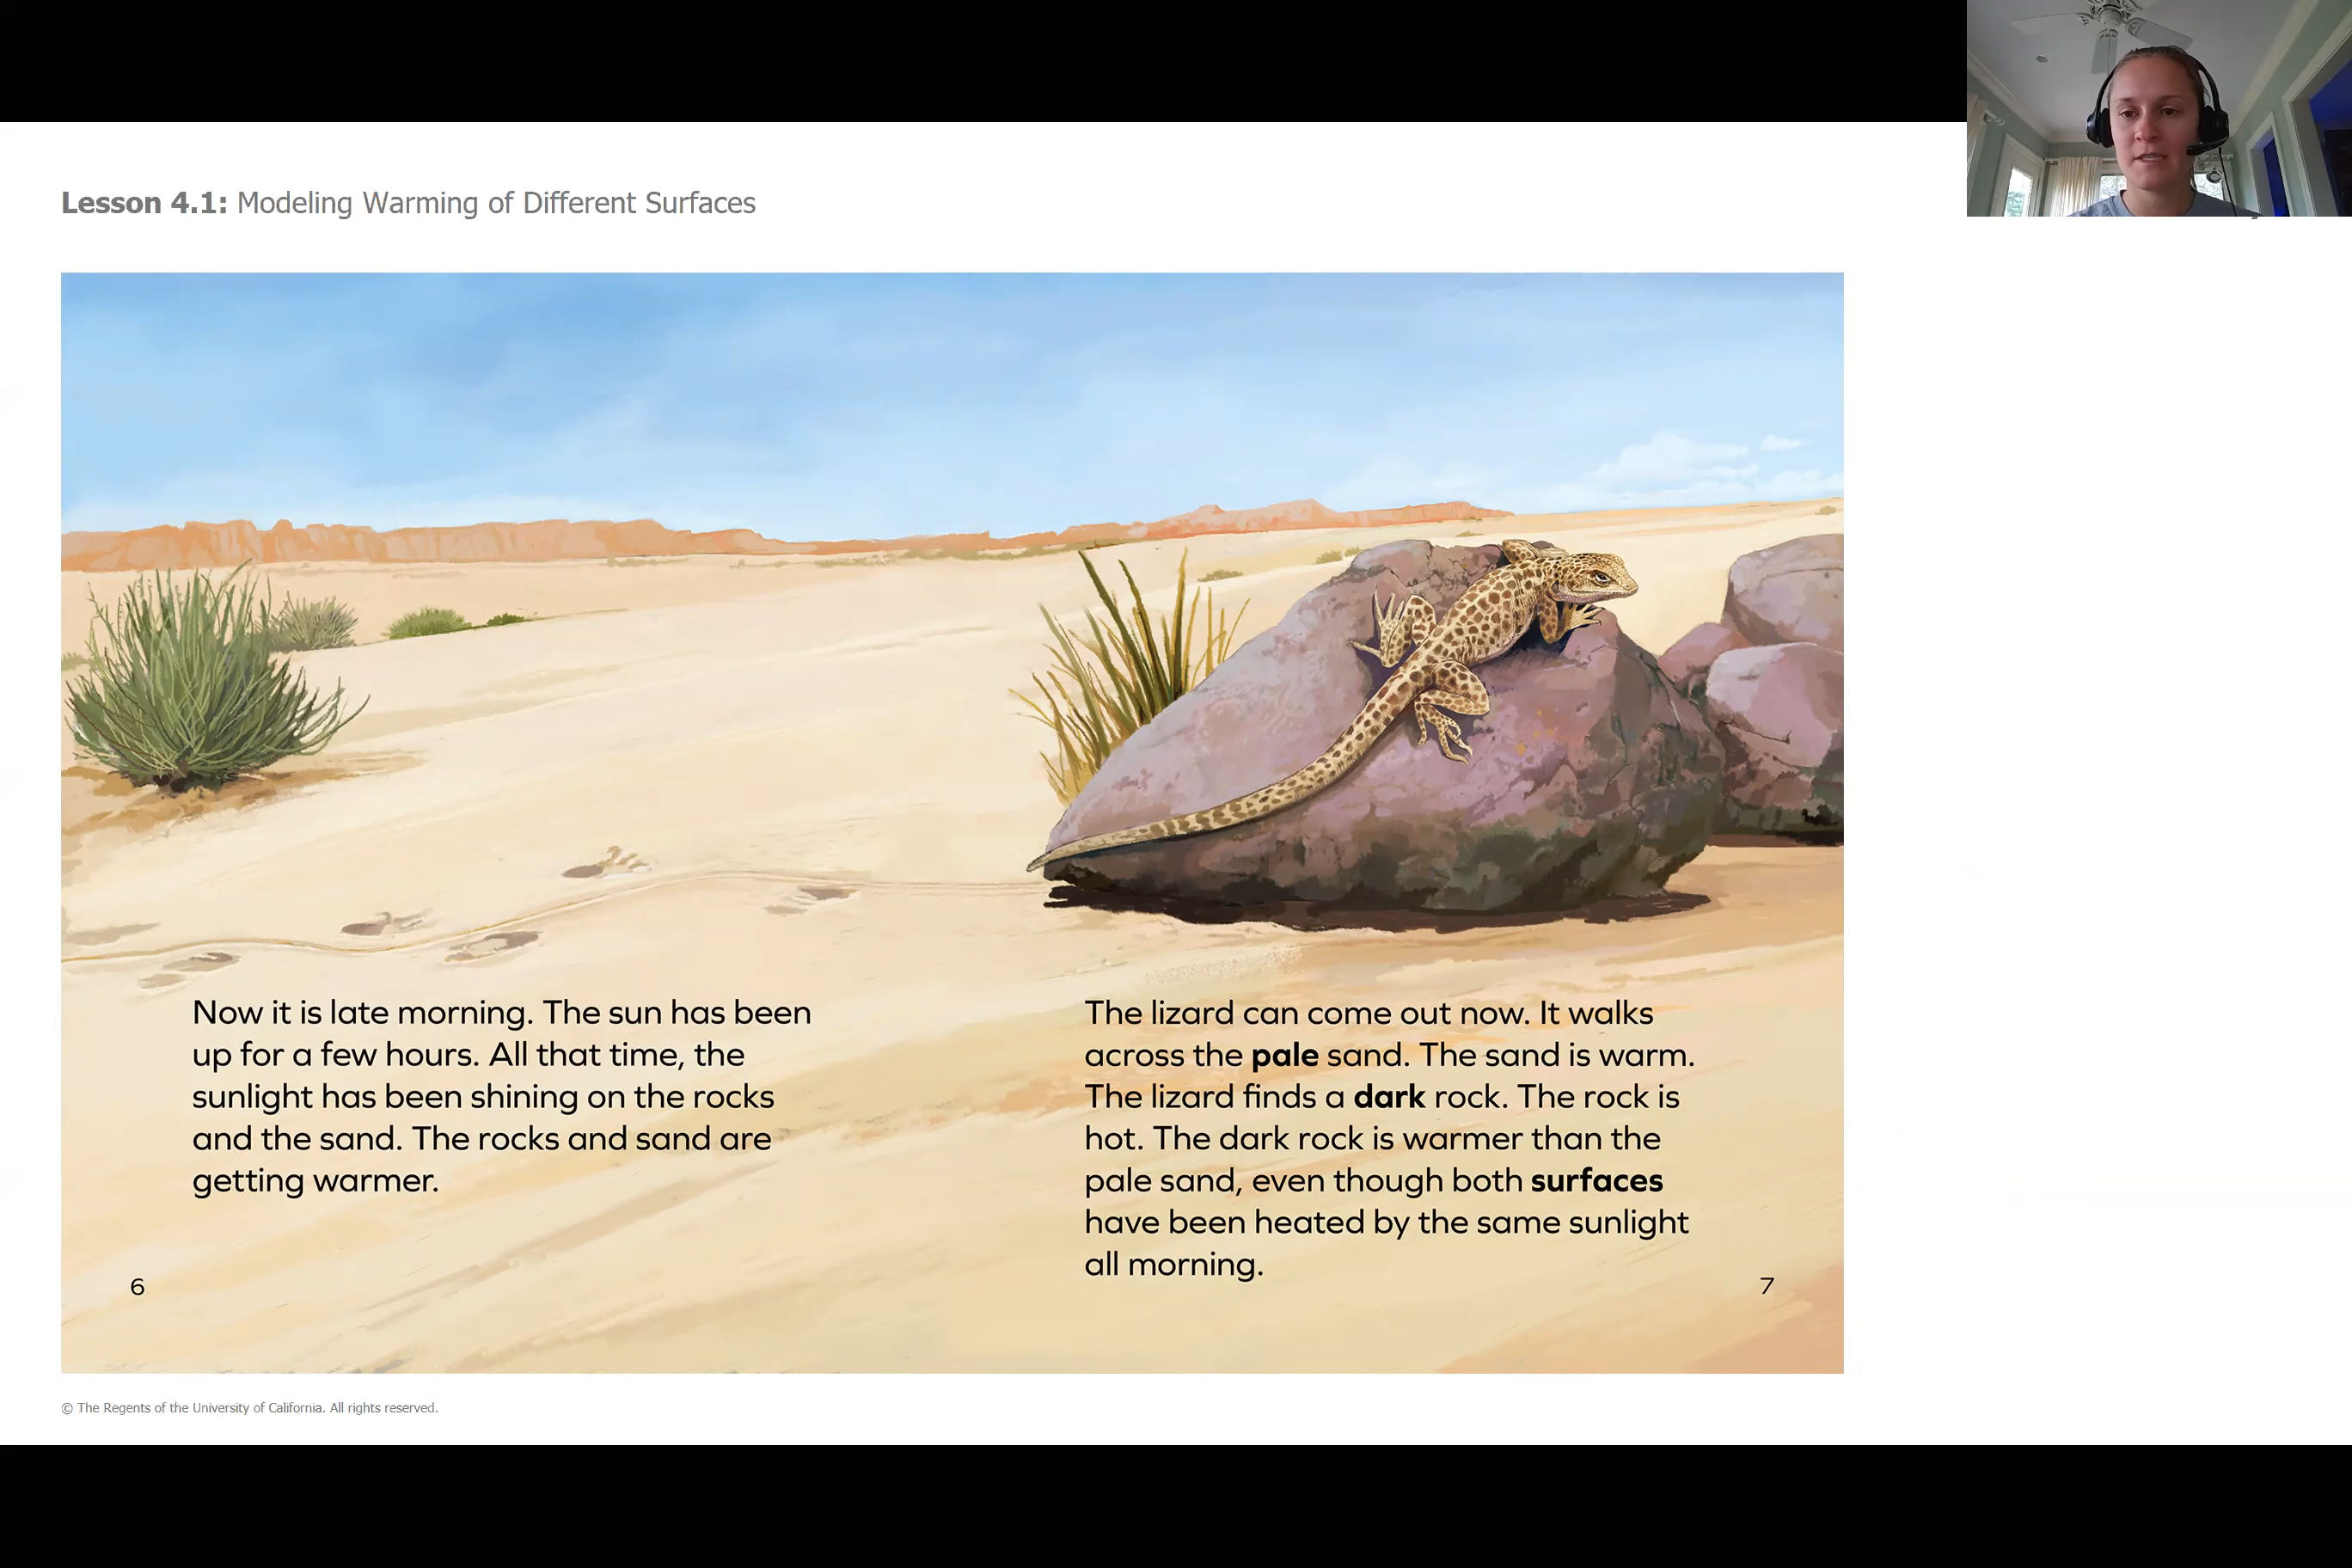 Lesson 4.1: Modeling Warming of Different Surfaces
Now it is late morning. The sun has been
up for a few hours. All that time, the
sunlight has been shining on the rocks
and the sand. The rocks and sand are
getting warmer.
6
The lizard can come out now. It walks
across the pale sand. The sand is warm.
The lizard finds a dark rock. The rock is
hot. The dark rock is warmer than the
pale sand, even though both surfaces
have been heated by the same sunlight
all morning.
7
© The Regents of the University of California. All rights reserved.